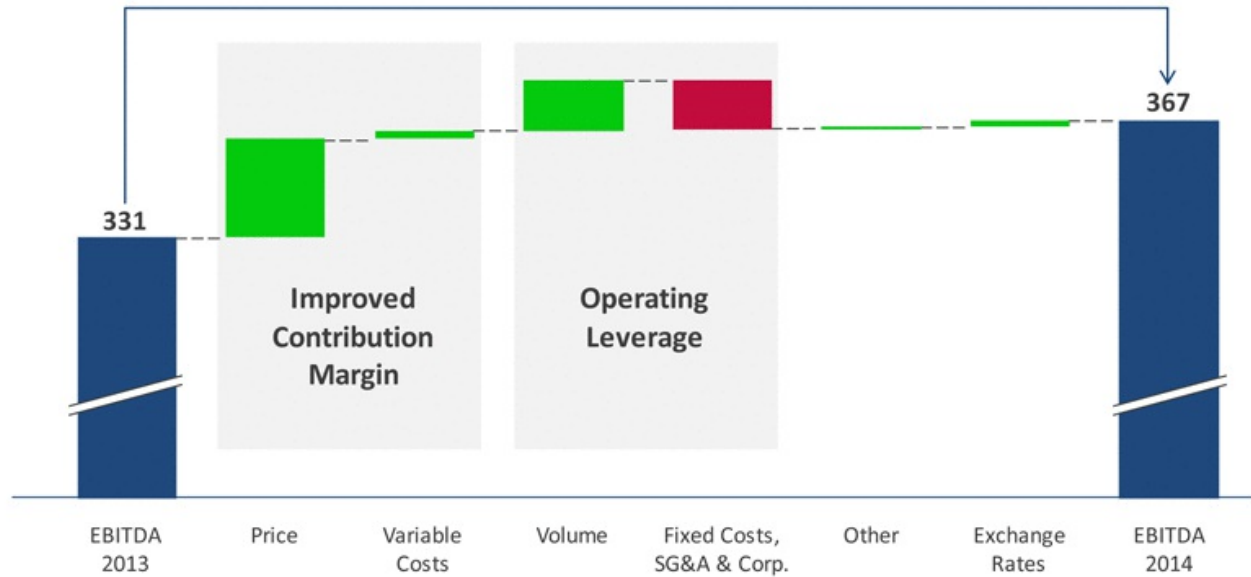 331
367
Improved
Contribution
Margin
Operating
Leverage
EBITDA
2013
Price
Variable
Costs
Volume
Fixed Costs,
SG&A & Corp.
Other
Exchange
Rates
EBITDA
2014